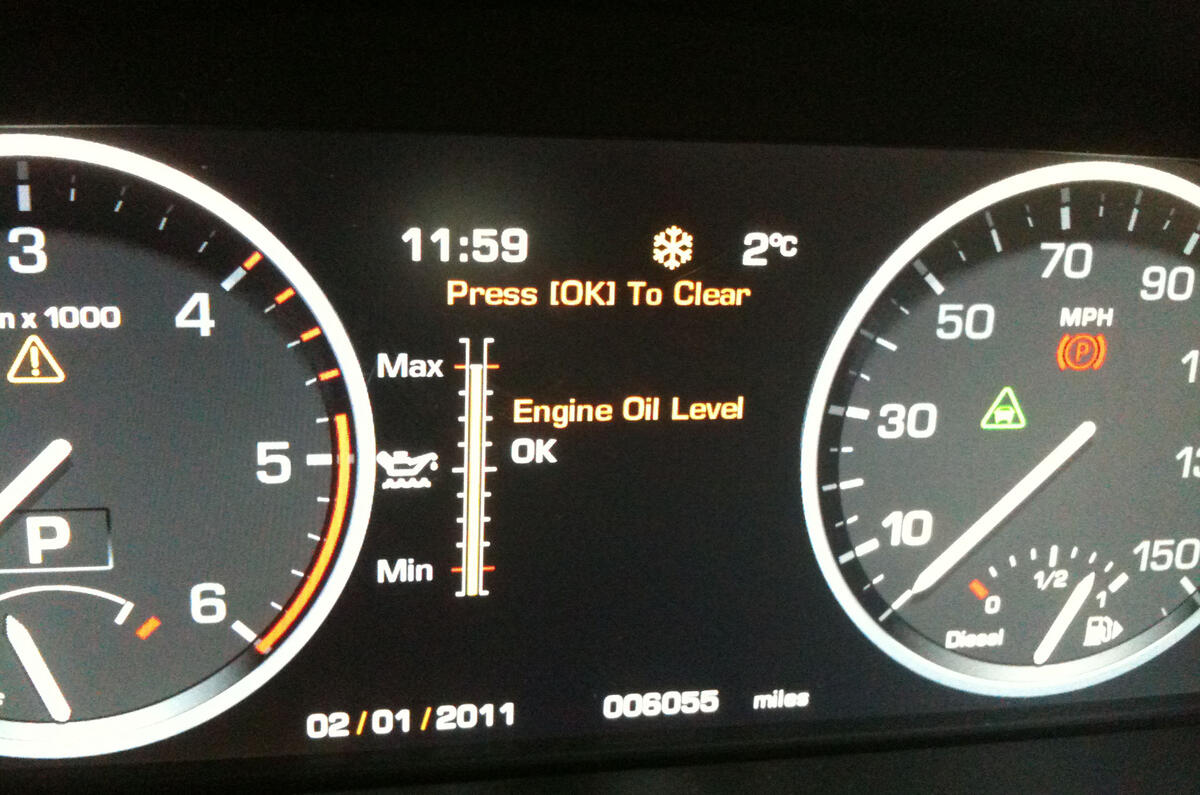 3
4
5
6
n x 1000
P
11:59
2°C
Press [OK] To Clear
Max
Engine Oil Level
OK
Min
02/01/2011
006055 miles
10
30
50
70
90
150
MPH
P
0
1/2
1
Diesel